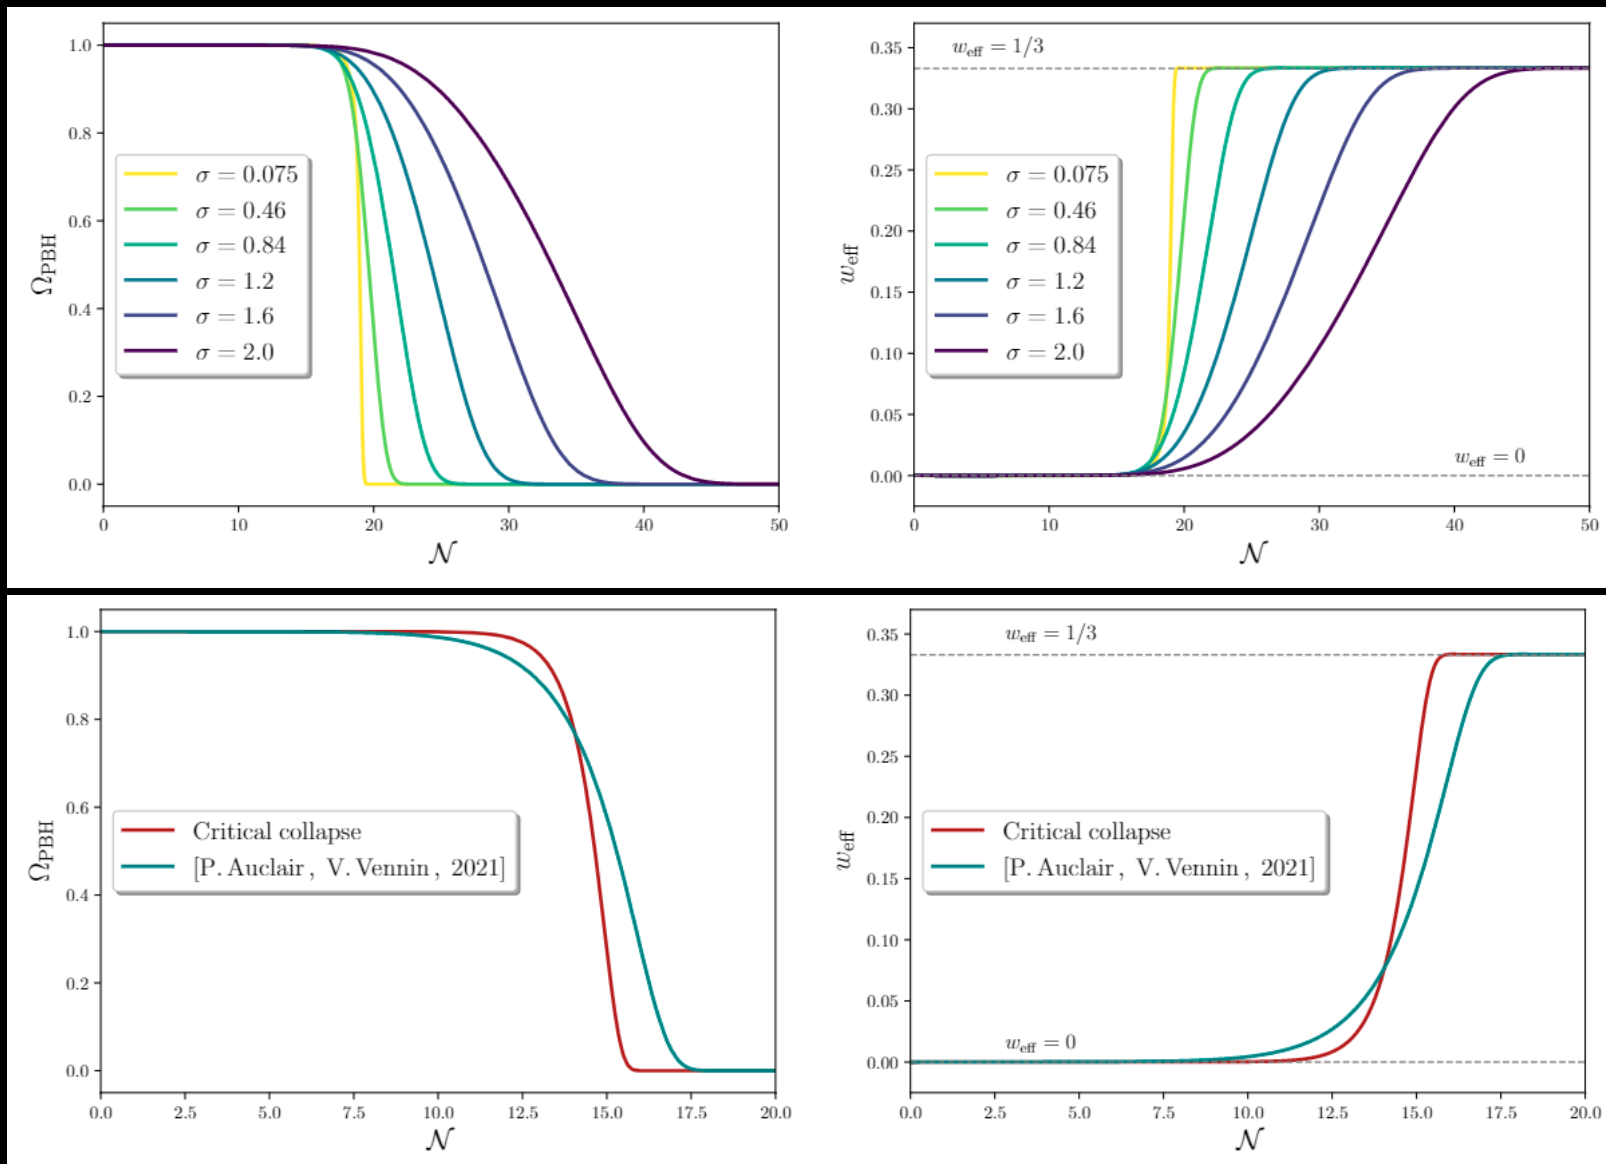 1.0
0.8
0.6
0.4
0.2
0.0
Ω_PBH
σ = 0.075
σ = 0.46
σ = 0.84
σ = 1.2
σ = 1.6
σ = 2.0
0 10 20 30 40 50
𝒩
0.35
0.30
0.25
0.20
0.15
0.10
0.05
0.00
w_eff
w_eff = 1/3
σ = 0.075
σ = 0.46
σ = 0.84
σ = 1.2
σ = 1.6
σ = 2.0
w_eff = 0
0 10 20 30 40 50
𝒩
1.0
0.8
0.6
0.4
0.2
0.0
Ω_PBH
Critical collapse
[P. Auclair, V. Vennin, 2021]
0.0 2.5 5.0 7.5 10.0 12.5 15.0 17.5 20.0
𝒩
0.35
0.30
0.25
0.20
0.15
0.10
0.05
0.00
w_eff
w_eff = 1/3
Critical collapse
[P. Auclair, V. Vennin, 2021]
w_eff = 0
0.0 2.5 5.0 7.5 10.0 12.5 15.0 17.5 20.0
𝒩